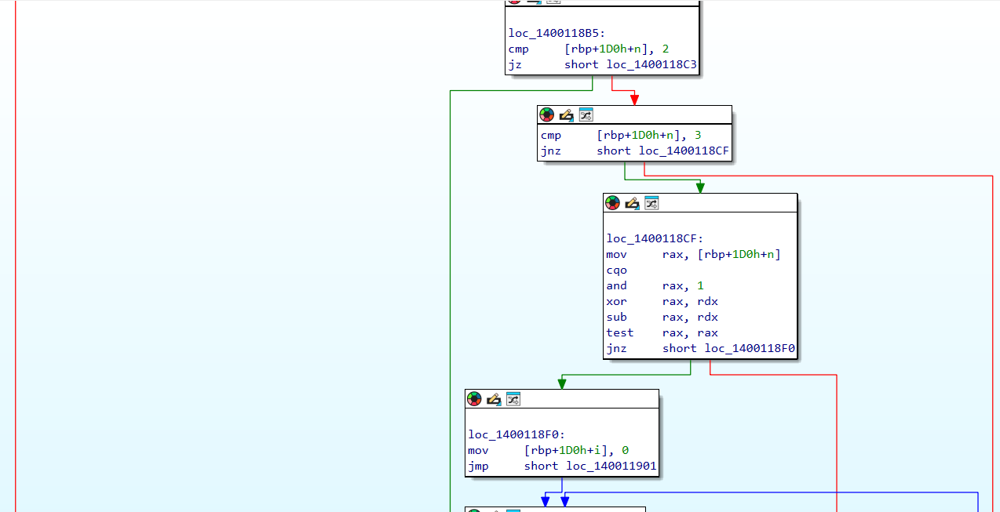 loc_1400118B5:
cmp [rbp+1D0h+n], 2
jz short loc_1400118C3
cmp [rbp+1D0h+n], 3
jnz short loc_1400118CF
loc_1400118CF:
mov rax, [rbp+1D0h+n]
cqo
and rax, 1
xor rax, rdx
sub rax, rdx
test rax, rax
jnz short loc_1400118F0
loc_1400118F0:
mov [rbp+1D0h+i], 0
jmp short loc_140011901